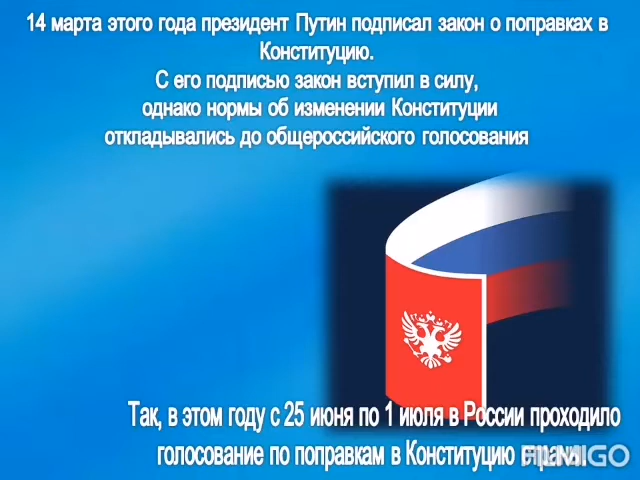 14 марта этого года президент Путин подписал закон о поправках в
Конституцию.
С его подписью закон вступил в силу,
однако нормы об изменении Конституции
откладывались до общероссийского голосования
Так, в этом году с 25 июня по 1 июля в России проходило
голосование по поправкам в Конституцию страны.
FILMIGO